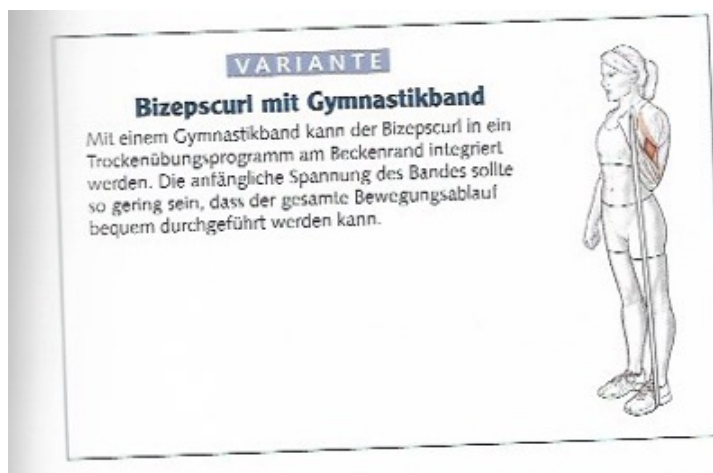 VARIANTE
Bizepscurl mit Gymnastikband
Mit einem Gymnastikband kann der Bizepscurl in ein
Trockenübungsprogramm am Beckenrand integriert
werden. Die anfängliche Spannung des Bandes sollte
so gering sein, dass der gesamte Bewegungsablauf
bequem durchgeführt werden kann.